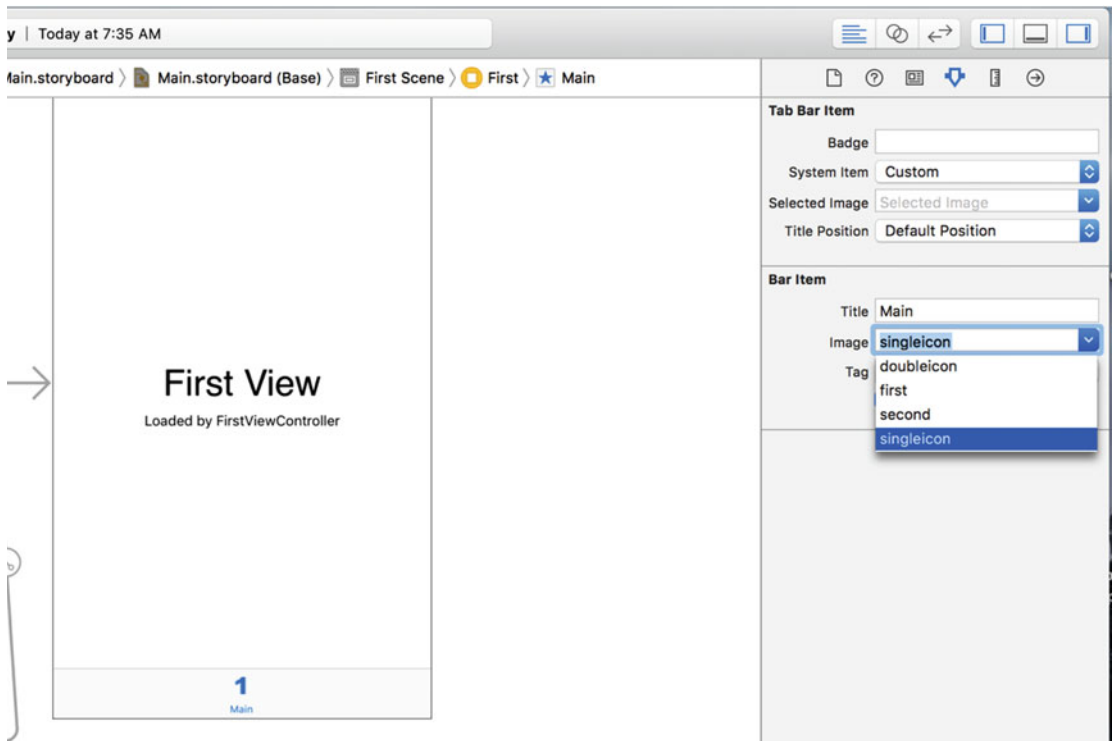 y | Today at 7:35 AM
Main.storyboard 〉 Main.storyboard (Base) 〉 First Scene 〉 First 〉 Main
Tab Bar Item
Badge
System Item Custom
Selected Image Selected Image
Title Position Default Position
Bar Item
Title Main
Image singleicon
Tag
doubleicon
first
second
singleicon
First View
Loaded by FirstViewController
1
Main